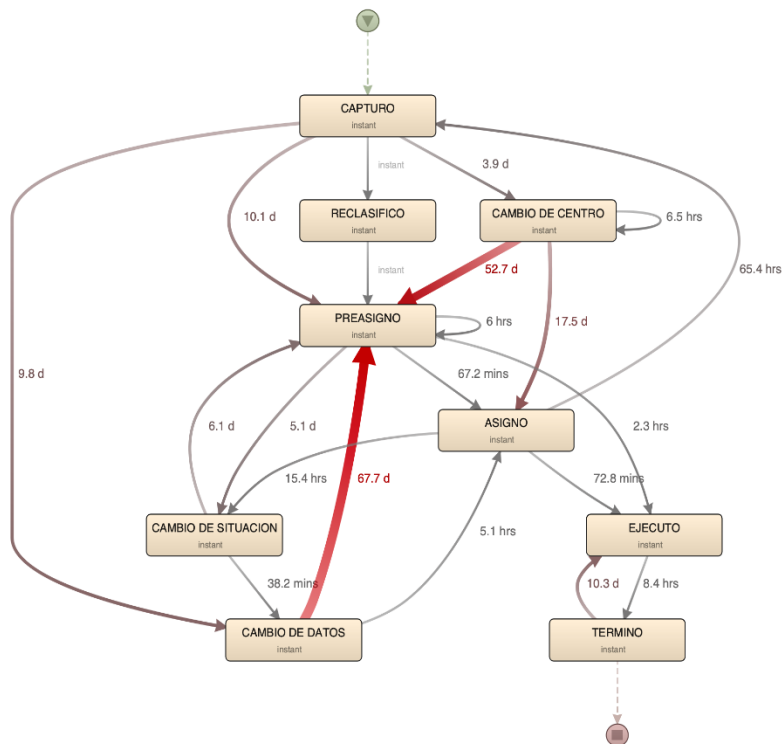 CAPTURO
instant
instant
3.9 d
10.1 d
RECLASIFICO
instant
CAMBIO DE CENTRO
instant
6.5 hrs
instant
52.7 d
65.4 hrs
PREASIGNO
instant
6 hrs
17.5 d
9.8 d
67.2 mins
6.1 d
5.1 d
ASIGNO
instant
2.3 hrs
67.7 d
15.4 hrs
72.8 mins
CAMBIO DE SITUACION
instant
5.1 hrs
EJECUTO
instant
38.2 mins
10.3 d
8.4 hrs
CAMBIO DE DATOS
instant
TERMINO
instant